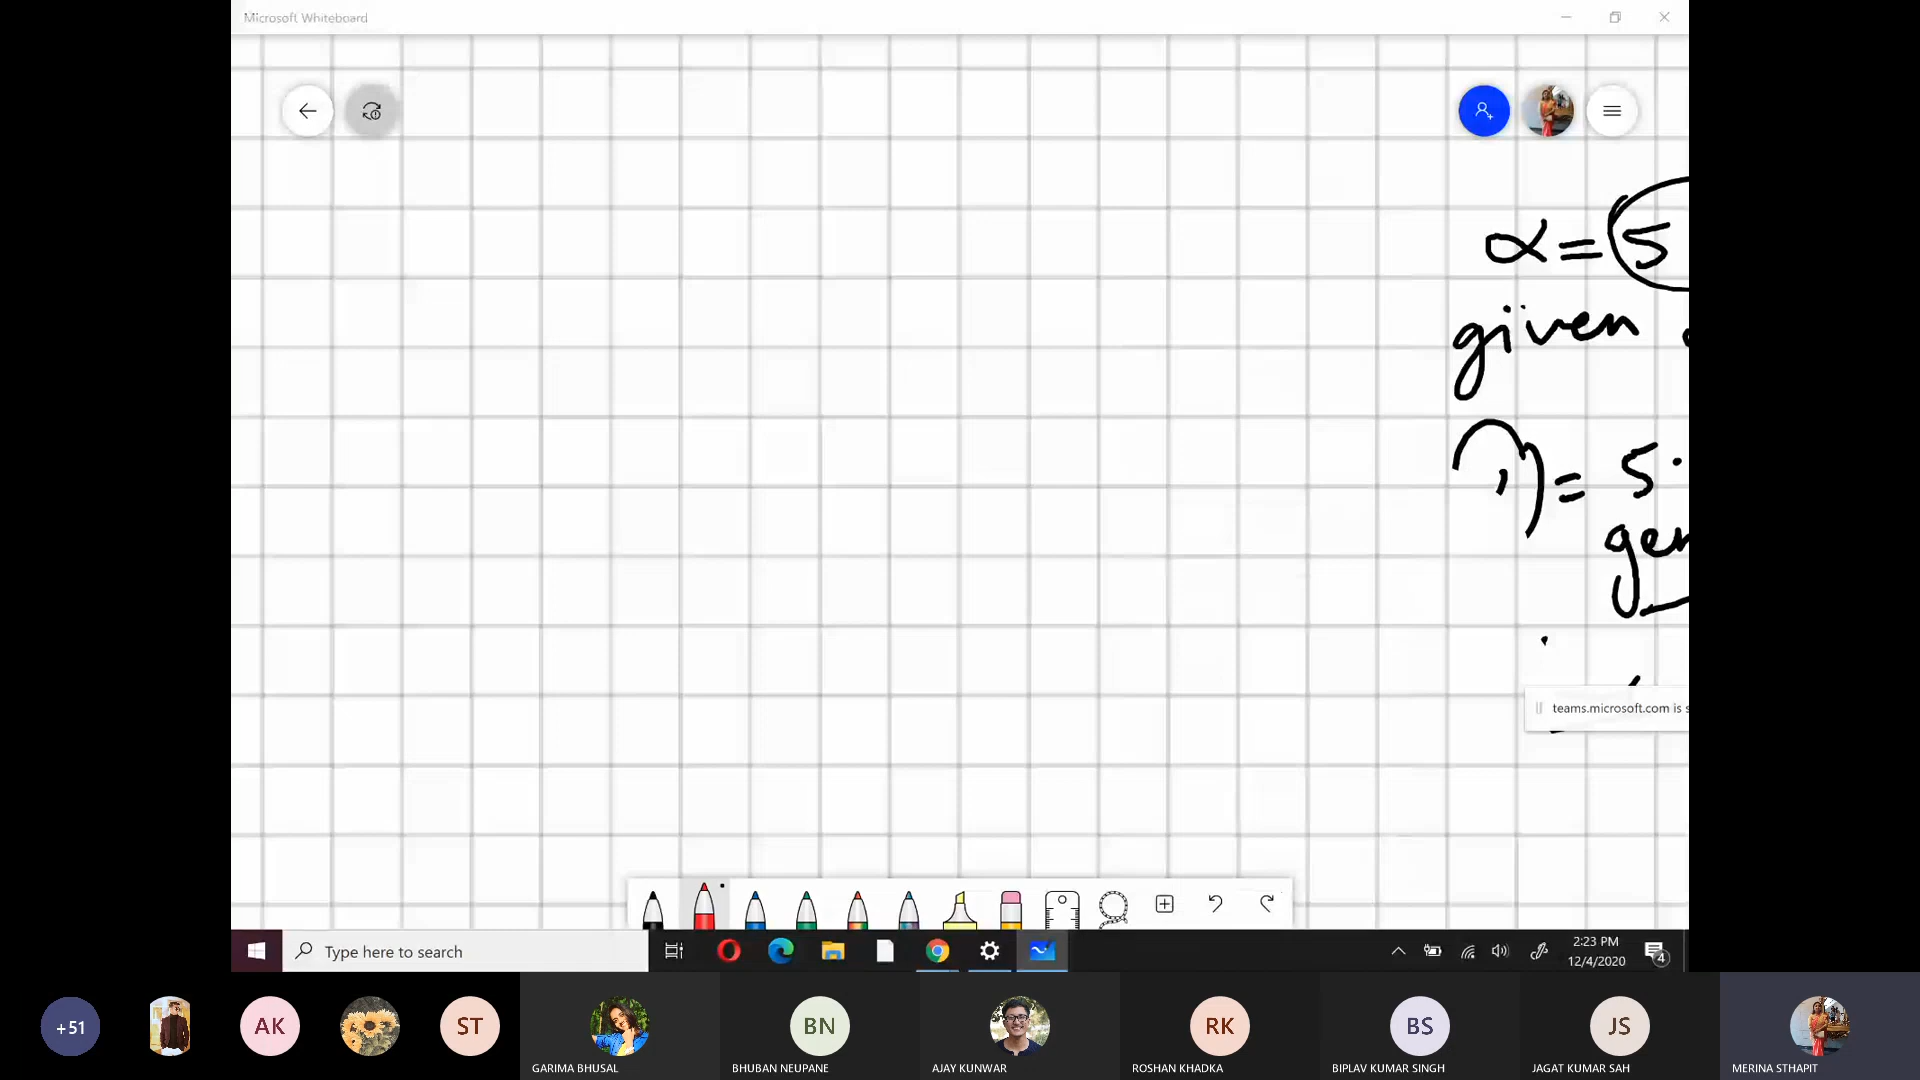 Microsoft Whiteboard
α = 5
given
= 5.
ger
teams.microsoft.com is s
Type here to search
2:23 PM
12/4/2020
4
+51
AK
ST
BN
RK
BS
JS
GARIMA BHUSAL
BHUBAN NEUPANE
AJAY KUNWAR
ROSHAN KHADKA
BIPLAV KUMAR SINGH
JAGAT KUMAR SAH
MERINA STHAPIT